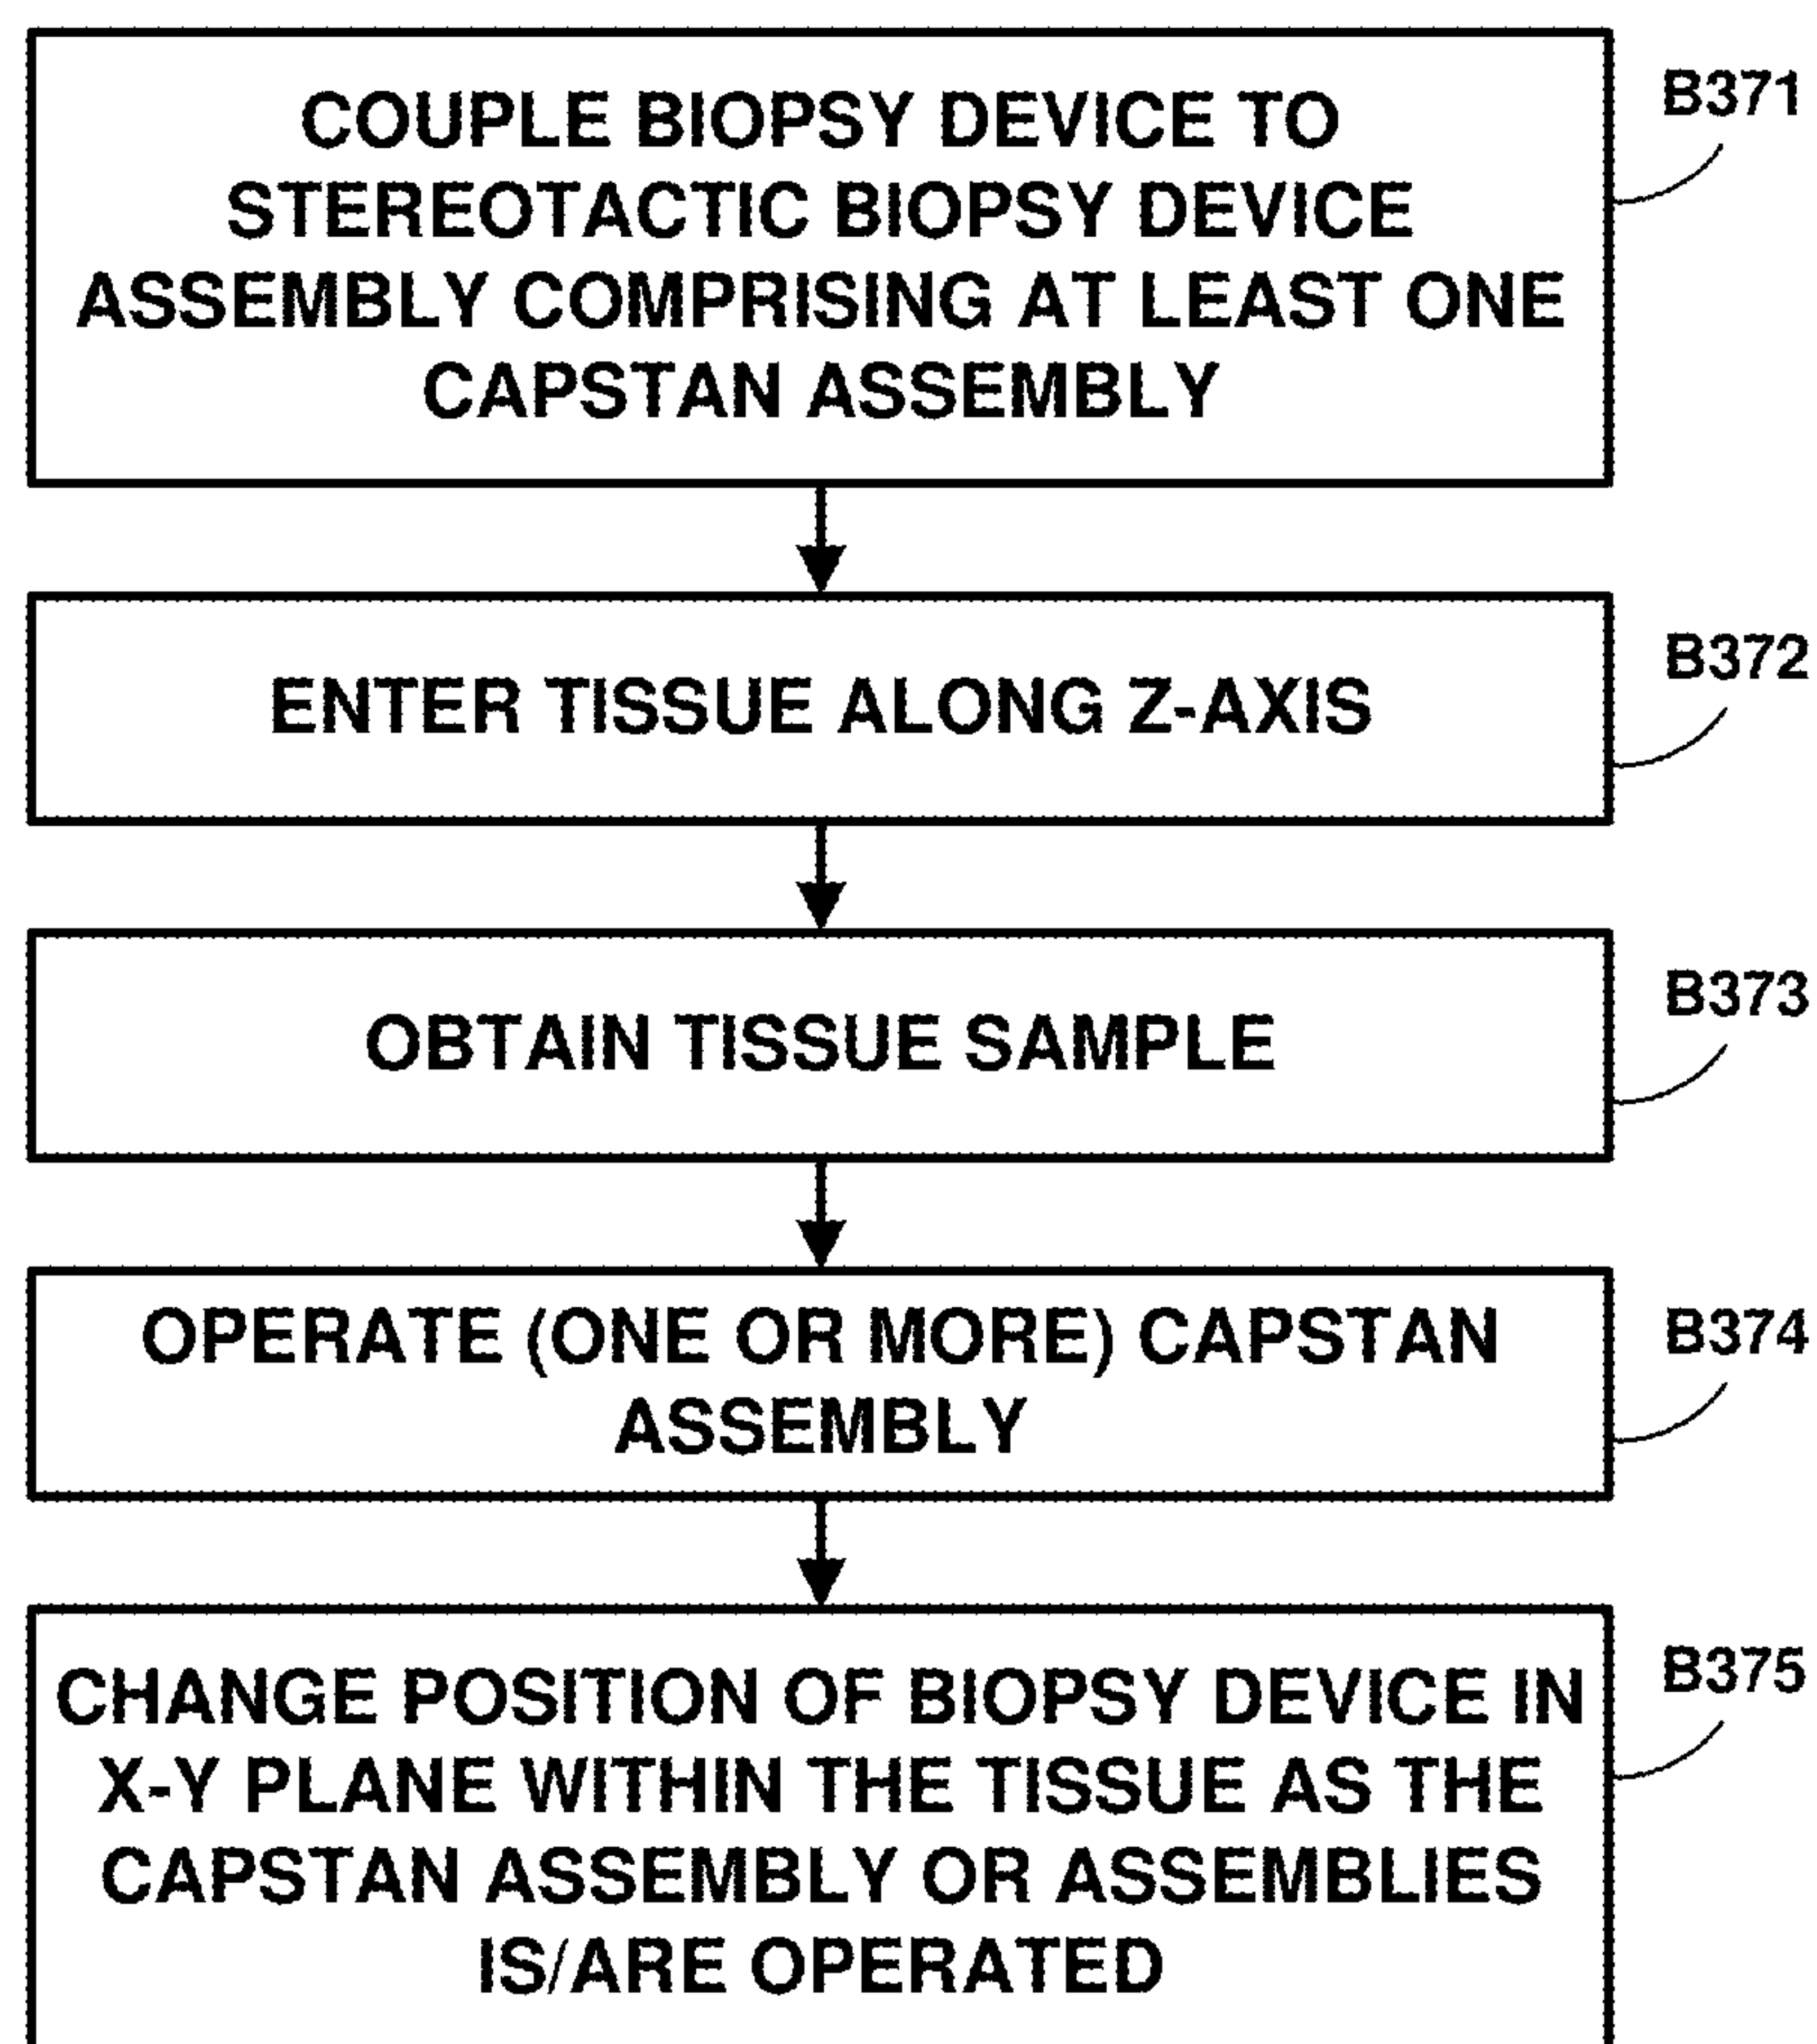 COUPLE BIOPSY DEVICE TO
STEREOTACTIC BIOPSY DEVICE
ASSEMBLY COMPRISING AT LEAST ONE
CAPSTAN ASSEMBLY
B371
ENTER TISSUE ALONG Z-AXIS
B372
OBTAIN TISSUE SAMPLE
B373
OPERATE (ONE OR MORE) CAPSTAN
ASSEMBLY
B374
CHANGE POSITION OF BIOPSY DEVICE IN
X-Y PLANE WITHIN THE TISSUE AS THE
CAPSTAN ASSEMBLY OR ASSEMBLIES
IS/ARE OPERATED
B375